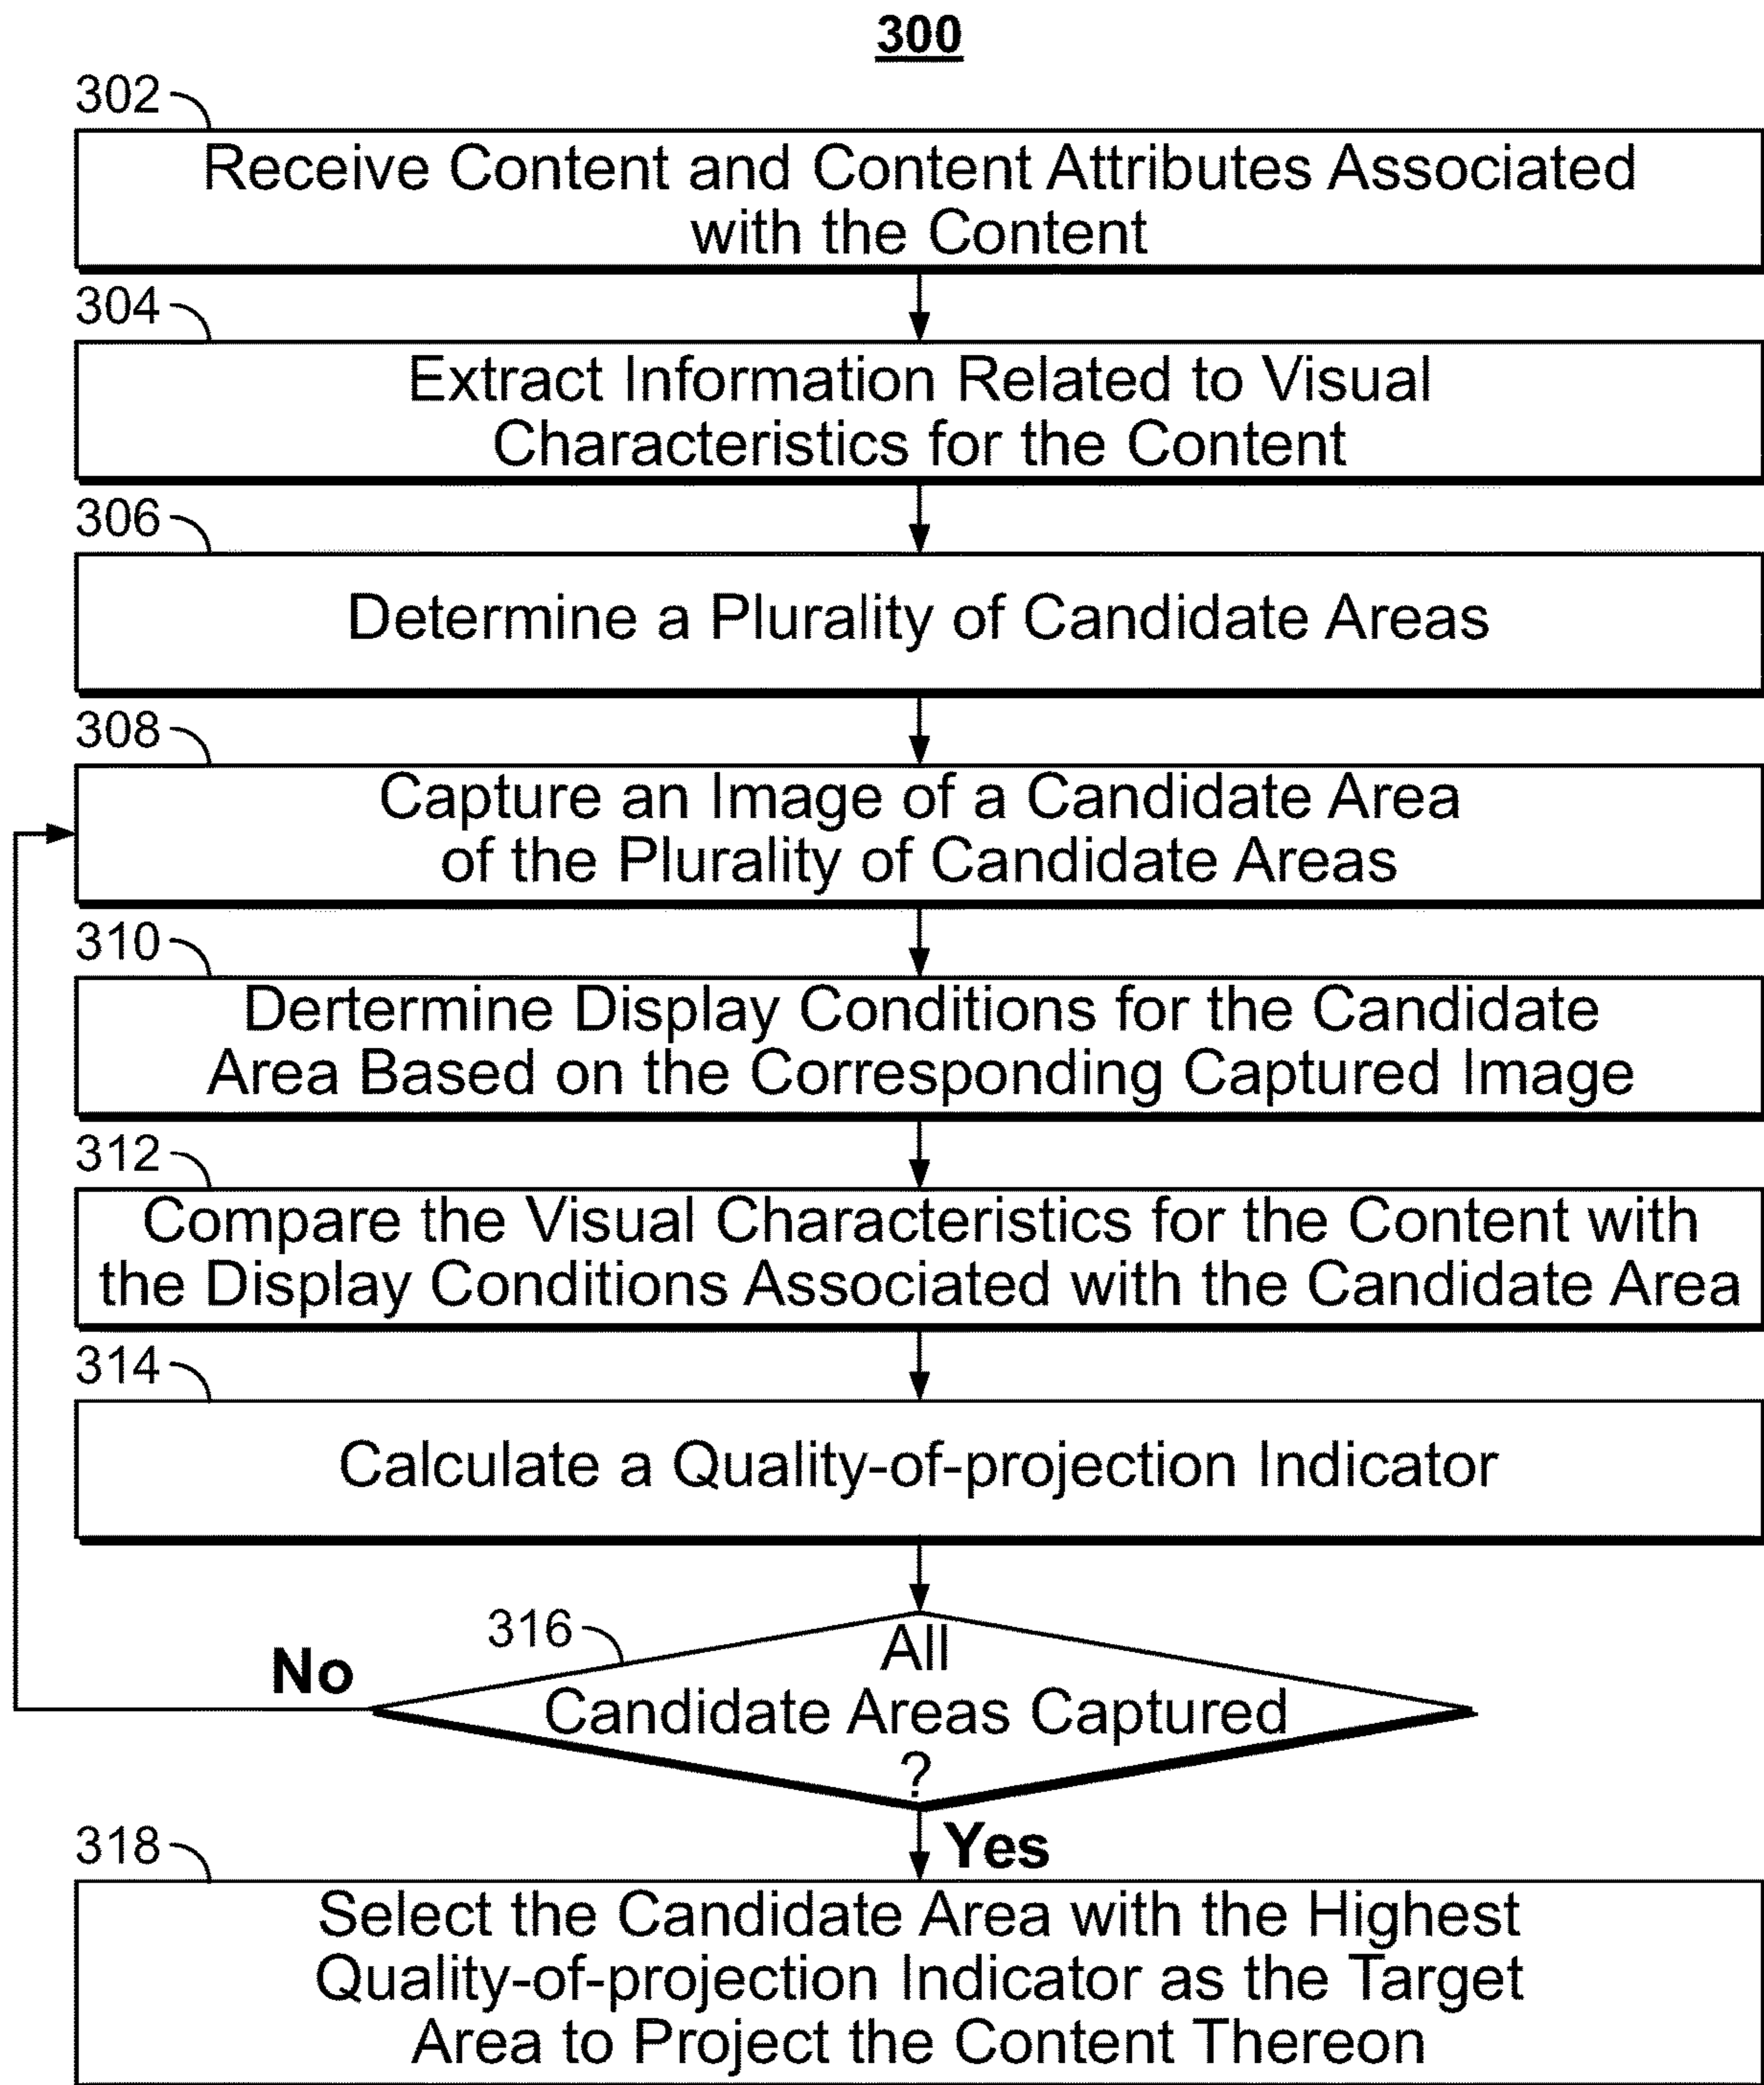 300
302
Receive Content and Content Attributes Associated
with the Content
304
Extract Information Related to Visual
Characteristics for the Content
306
Determine a Plurality of Candidate Areas
308
Capture an Image of a Candidate Area
of the Plurality of Candidate Areas
310
Dertermine Display Conditions for the Candidate
Area Based on the Corresponding Captured Image
312
Compare the Visual Characteristics for the Content with
the Display Conditions Associated with the Candidate Area
314
Calculate a Quality-of-projection Indicator
316
All
No
Candidate Areas Captured
?
Yes
318
Select the Candidate Area with the Highest
Quality-of-projection Indicator as the Target
Area to Project the Content Thereon